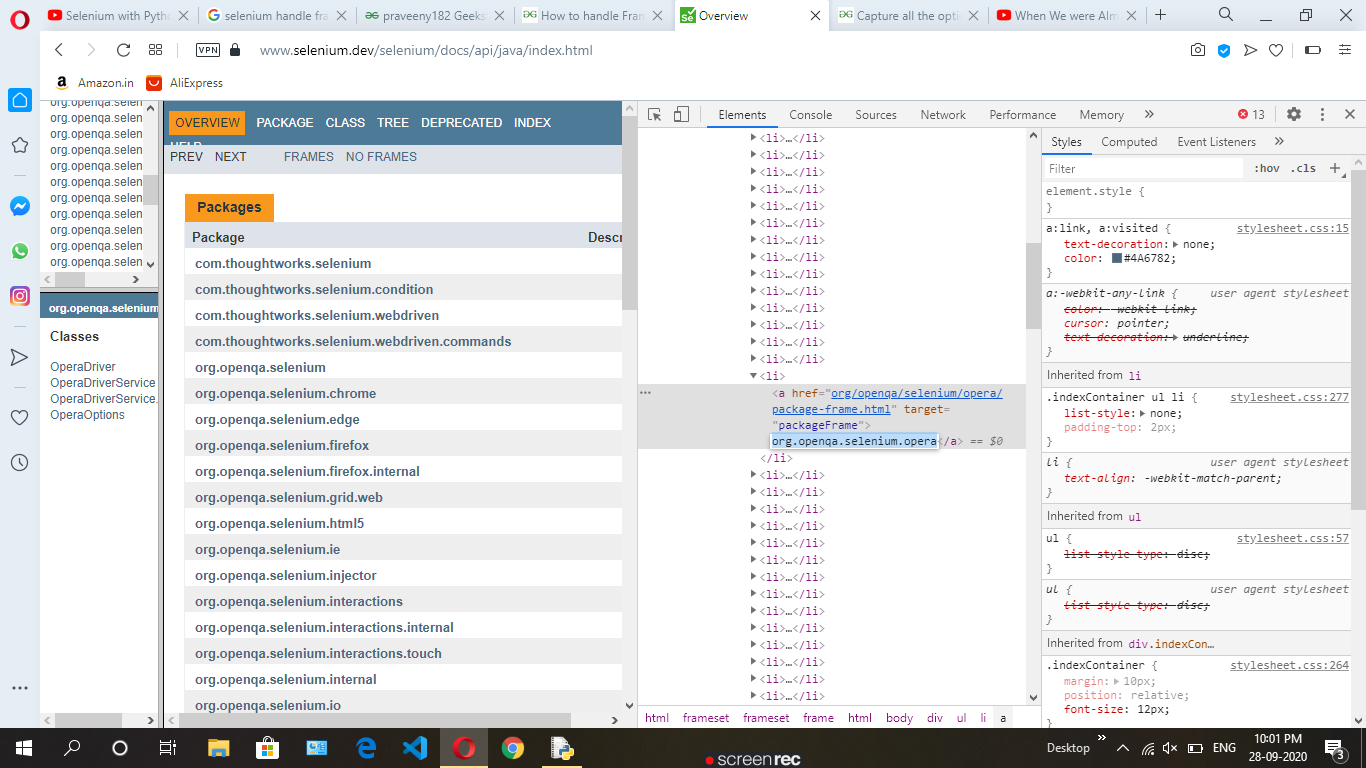 Selenium with Pyth
selenium handle fra
praveeny182 Geeks
How to handle Fran
Overview
Capture all the opti
When We were Alm
VPN
www.selenium.dev/selenium/docs/api/java/index.html
Amazon.in
AliExpress
org.openqa.selen
org.openqa.selen
org.openqa.selen
org.openqa.selen
org.openqa.selen
org.openqa.selen
org.openqa.selen
org.openqa.selen
org.openqa.selen
org.openqa.selen
org.openqa.selen
org.openqa.selenium
Classes
OperaDriver
OperaDriverService
OperaDriverService.
OperaOptions
OVERVIEW PACKAGE CLASS TREE DEPRECATED INDEX
HELP
PREV NEXT FRAMES NO FRAMES
Packages
Package Descr
com.thoughtworks.selenium
com.thoughtworks.selenium.condition
com.thoughtworks.selenium.webdriven
com.thoughtworks.selenium.webdriven.commands
org.openqa.selenium
org.openqa.selenium.chrome
org.openqa.selenium.edge
org.openqa.selenium.firefox
org.openqa.selenium.firefox.internal
org.openqa.selenium.grid.web
org.openqa.selenium.html5
org.openqa.selenium.ie
org.openqa.selenium.injector
org.openqa.selenium.interactions
org.openqa.selenium.interactions.internal
org.openqa.selenium.interactions.touch
org.openqa.selenium.internal
org.openqa.selenium.io
Elements Console Sources Network Performance Memory » 13
<li>…</li>
<li>…</li>
<li>…</li>
<li>…</li>
<li>…</li>
<li>…</li>
<li>…</li>
<li>…</li>
<li>…</li>
<li>…</li>
<li>…</li>
<li>…</li>
<li>…</li>
<li>…</li>
<li>
<a href="org/openqa/selenium/opera/
package-frame.html" target=
"packageFrame">
org.openqa.selenium.opera</a> == $0
</li>
<li>…</li>
<li>…</li>
<li>…</li>
<li>…</li>
<li>…</li>
<li>…</li>
<li>…</li>
<li>…</li>
<li>…</li>
<li>…</li>
<li>…</li>
<li>…</li>
<li>…</li>
<li>…</li>
html frameset frameset frame html body div ul li a
Styles Computed Event Listeners »
Filter :hov .cls +
element.style {
}
a:link, a:visited { stylesheet.css:15
text-decoration: none;
color: #4A6782;
}
a:-webkit-any-link { user agent stylesheet
color: -webkit-link;
cursor: pointer;
text-decoration: underline;
}
Inherited from li
.indexContainer ul li { stylesheet.css:277
list-style: none;
padding-top: 2px;
}
li { user agent stylesheet
text-align: -webkit-match-parent;
}
Inherited from ul
ul { stylesheet.css:57
list-style-type: disc;
}
ul { user agent stylesheet
list-style-type: disc;
}
Inherited from div.indexCon…
.indexContainer { stylesheet.css:264
margin: 10px;
position: relative;
font-size: 12px;
}
screenrec
Desktop » ENG
10:01 PM
28-09-2020
3